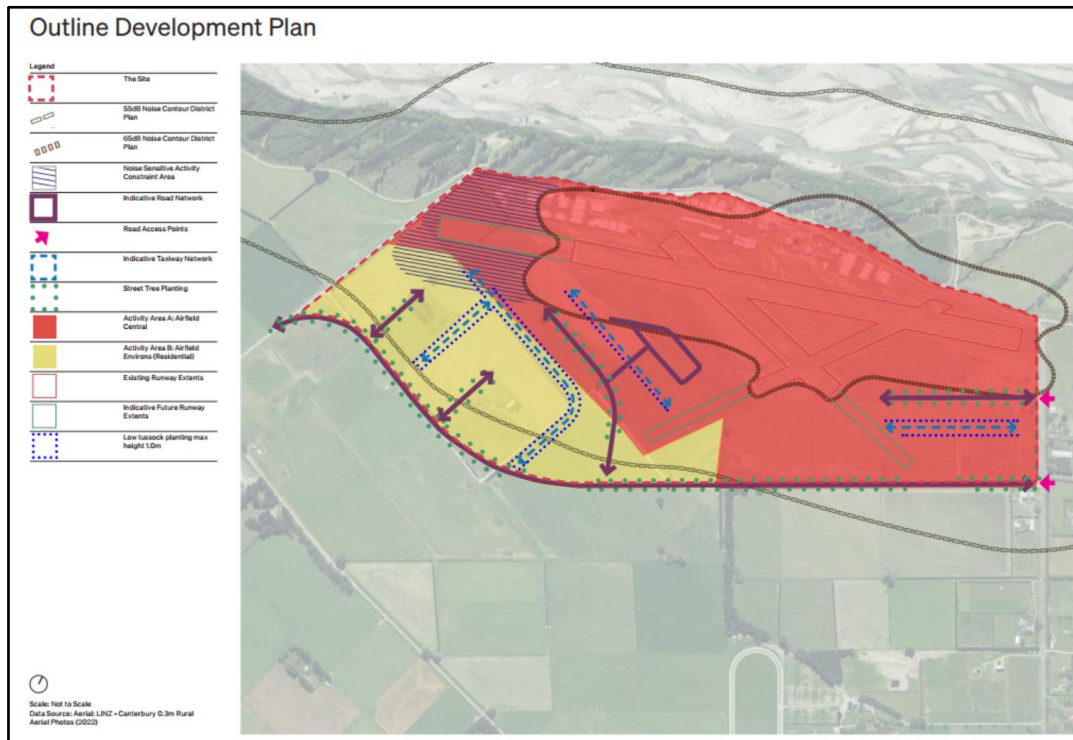 Outline Development Plan
Legend
The Site
55dB Noise Contour District
Plan
65dB Noise Contour District
Plan
Noise Sensitive Activity
Constraint Area
Indicative Road Network
Road Access Points
Indicative Taxiway Network
Street Tree Planting
Activity Area A: Airfield
Central
Activity Area B: Airfield
Environs (Residential)
Existing Runway Extents
Indicative Future Runway
Extents
Low tussock planting max
height 1.0m
Scale: Not to Scale
Data Source: Aerial: LINZ • Canterbury 0.3m Rural
Aerial Photos (2022)